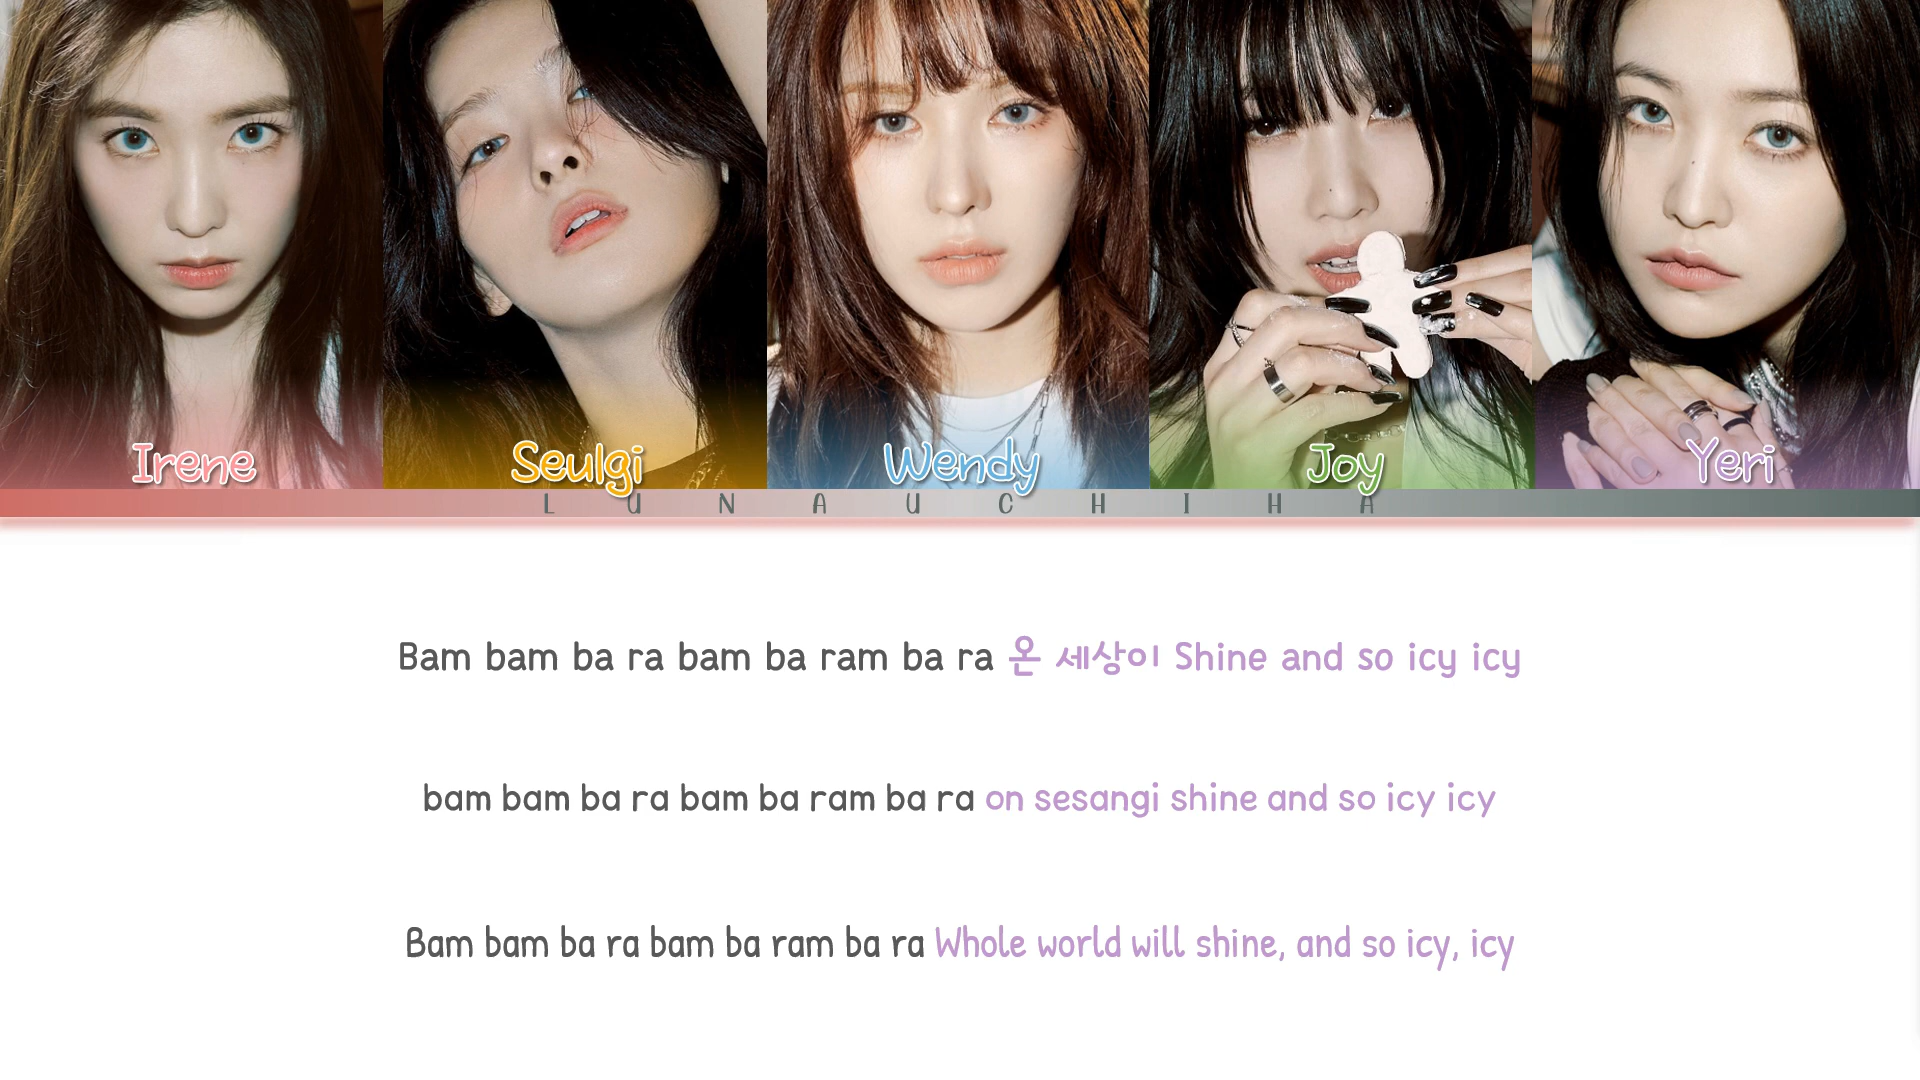 Irene
Seulgi
Wendy
Joy
Yeri
LUNAUCHIHA
Bam bam ba ra bam ba ram ba ra 온 세상이 Shine and so icy icy
bam bam ba ra bam ba ram ba ra on sesangi shine and so icy icy
Bam bam ba ra bam ba ram ba ra Whole world will shine, and so icy, icy